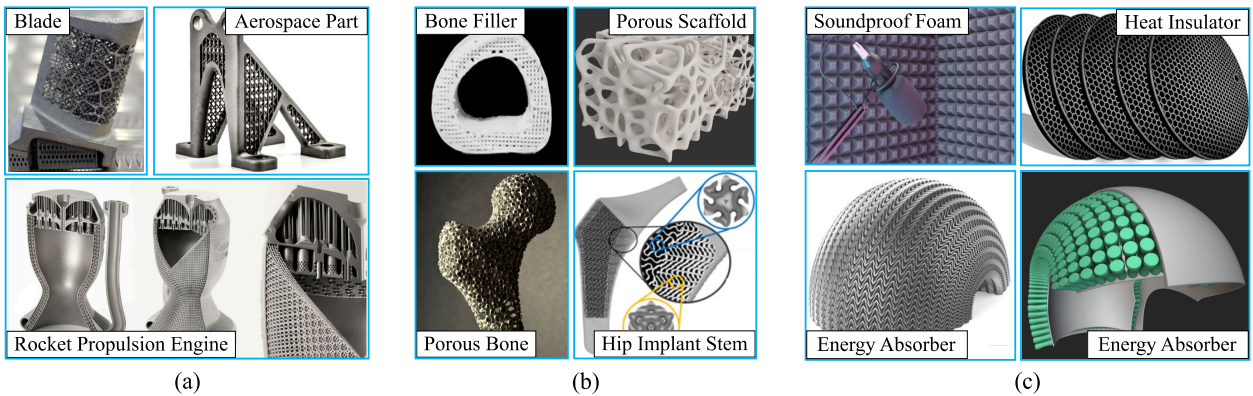 Blade
Aerospace Part
Rocket Propulsion Engine
(a)
Bone Filler
Porous Scaffold
Porous Bone
Hip Implant Stem
(b)
Soundproof Foam
Heat Insulator
Energy Absorber
Energy Absorber
(c)